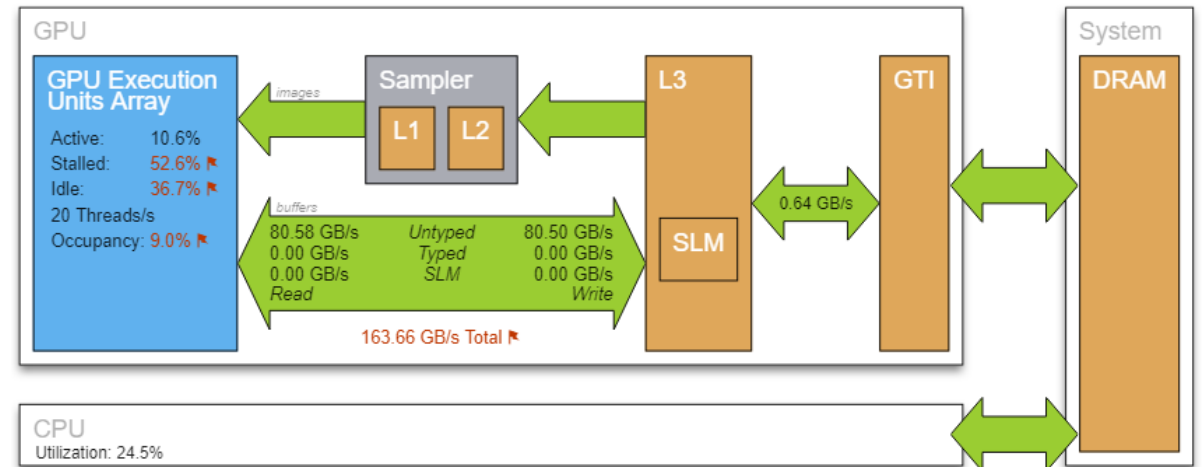 GPU
System
GPU Execution
Units Array
Active: 10.6%
Stalled: 52.6%
Idle: 36.7%
20 Threads/s
Occupancy: 9.0%
images
Sampler
L1 L2
L3
GTI
DRAM
buffers
80.58 GB/s Untyped 80.50 GB/s
0.00 GB/s Typed 0.00 GB/s
0.00 GB/s SLM 0.00 GB/s
Read Write
163.66 GB/s Total
SLM
0.64 GB/s
CPU
Utilization: 24.5%